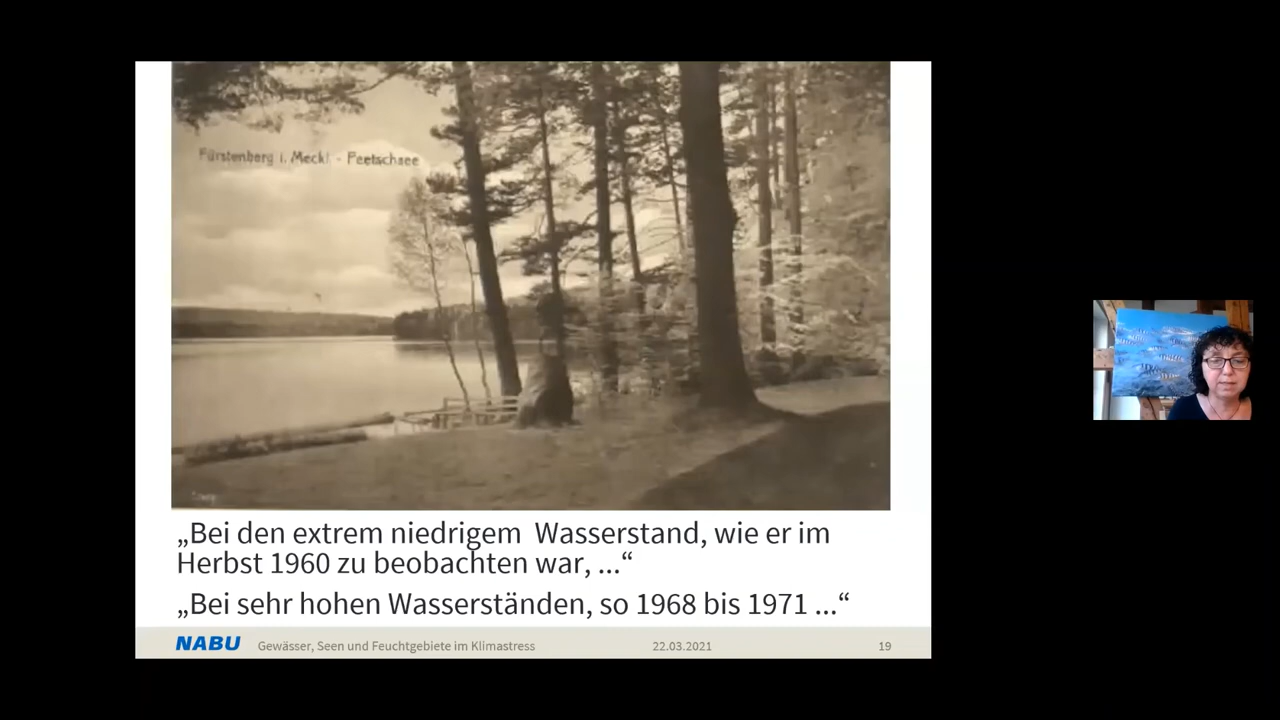 Fürstenberg i. Meckl - Peetschsee
„Bei den extrem niedrigem Wasserstand, wie er im
Herbst 1960 zu beobachten war, ...“
„Bei sehr hohen Wasserständen, so 1968 bis 1971 ...“
NABU Gewässer, Seen und Feuchtgebiete im Klimastress 22.03.2021 19